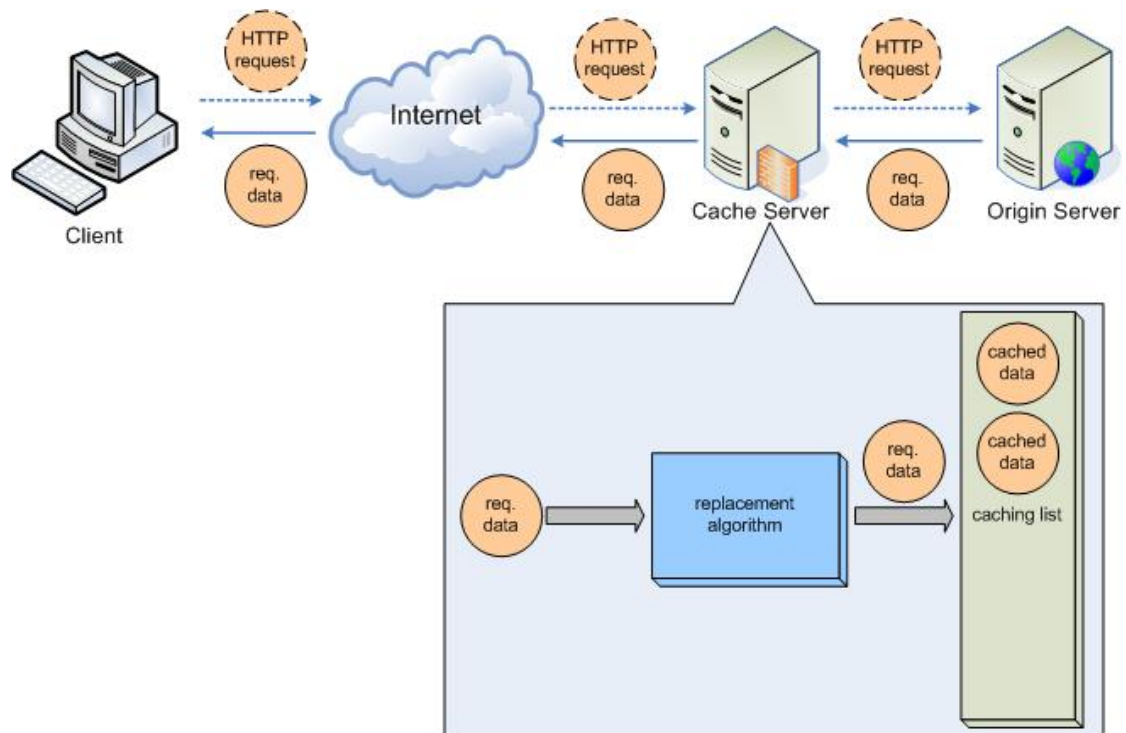 HTTP
request
HTTP
request
HTTP
request
Internet
req.
data
req.
data
req.
data
Client
Cache Server
Origin Server
cached
data
cached
data
req.
data
replacement
algorithm
req.
data
caching list